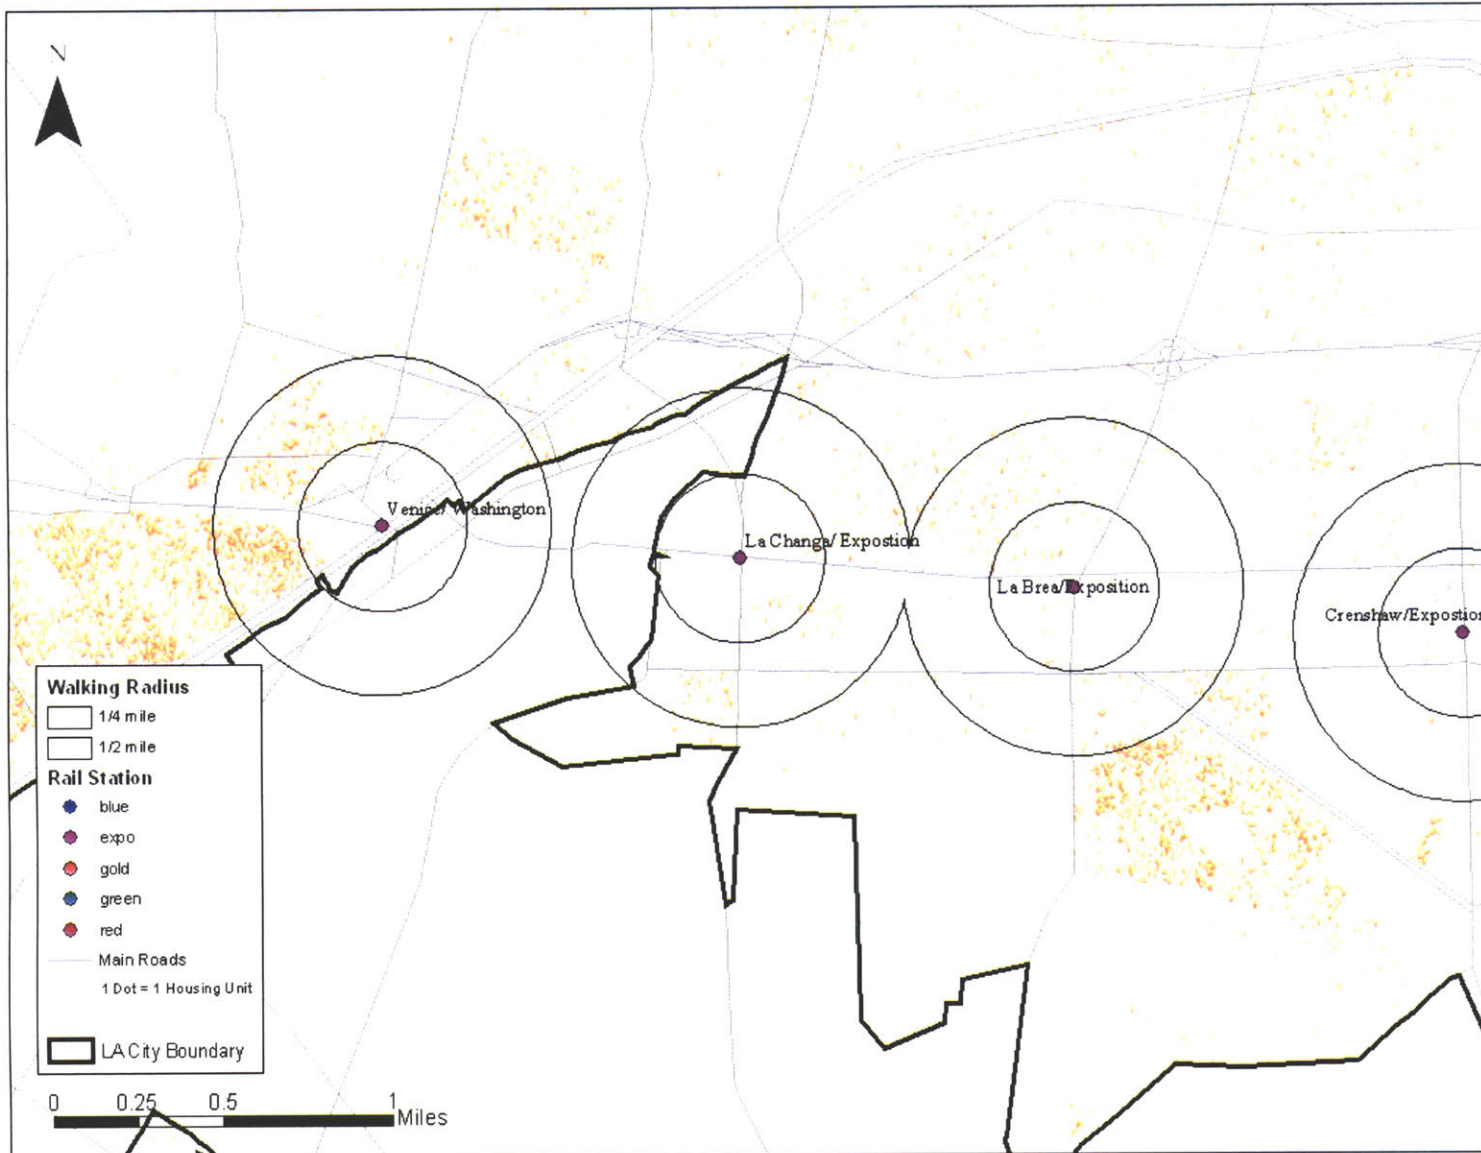 N
Venice/ Washington
La Changa/ Expostion
La Brea/Exposition
Crenshaw/Expostion
Walking Radius
1/4 mile
1/2 mile
Rail Station
blue
expo
gold
green
red
Main Roads
1 Dot = 1 Housing Unit
LA City Boundary
0 0.25 0.5 1
Miles